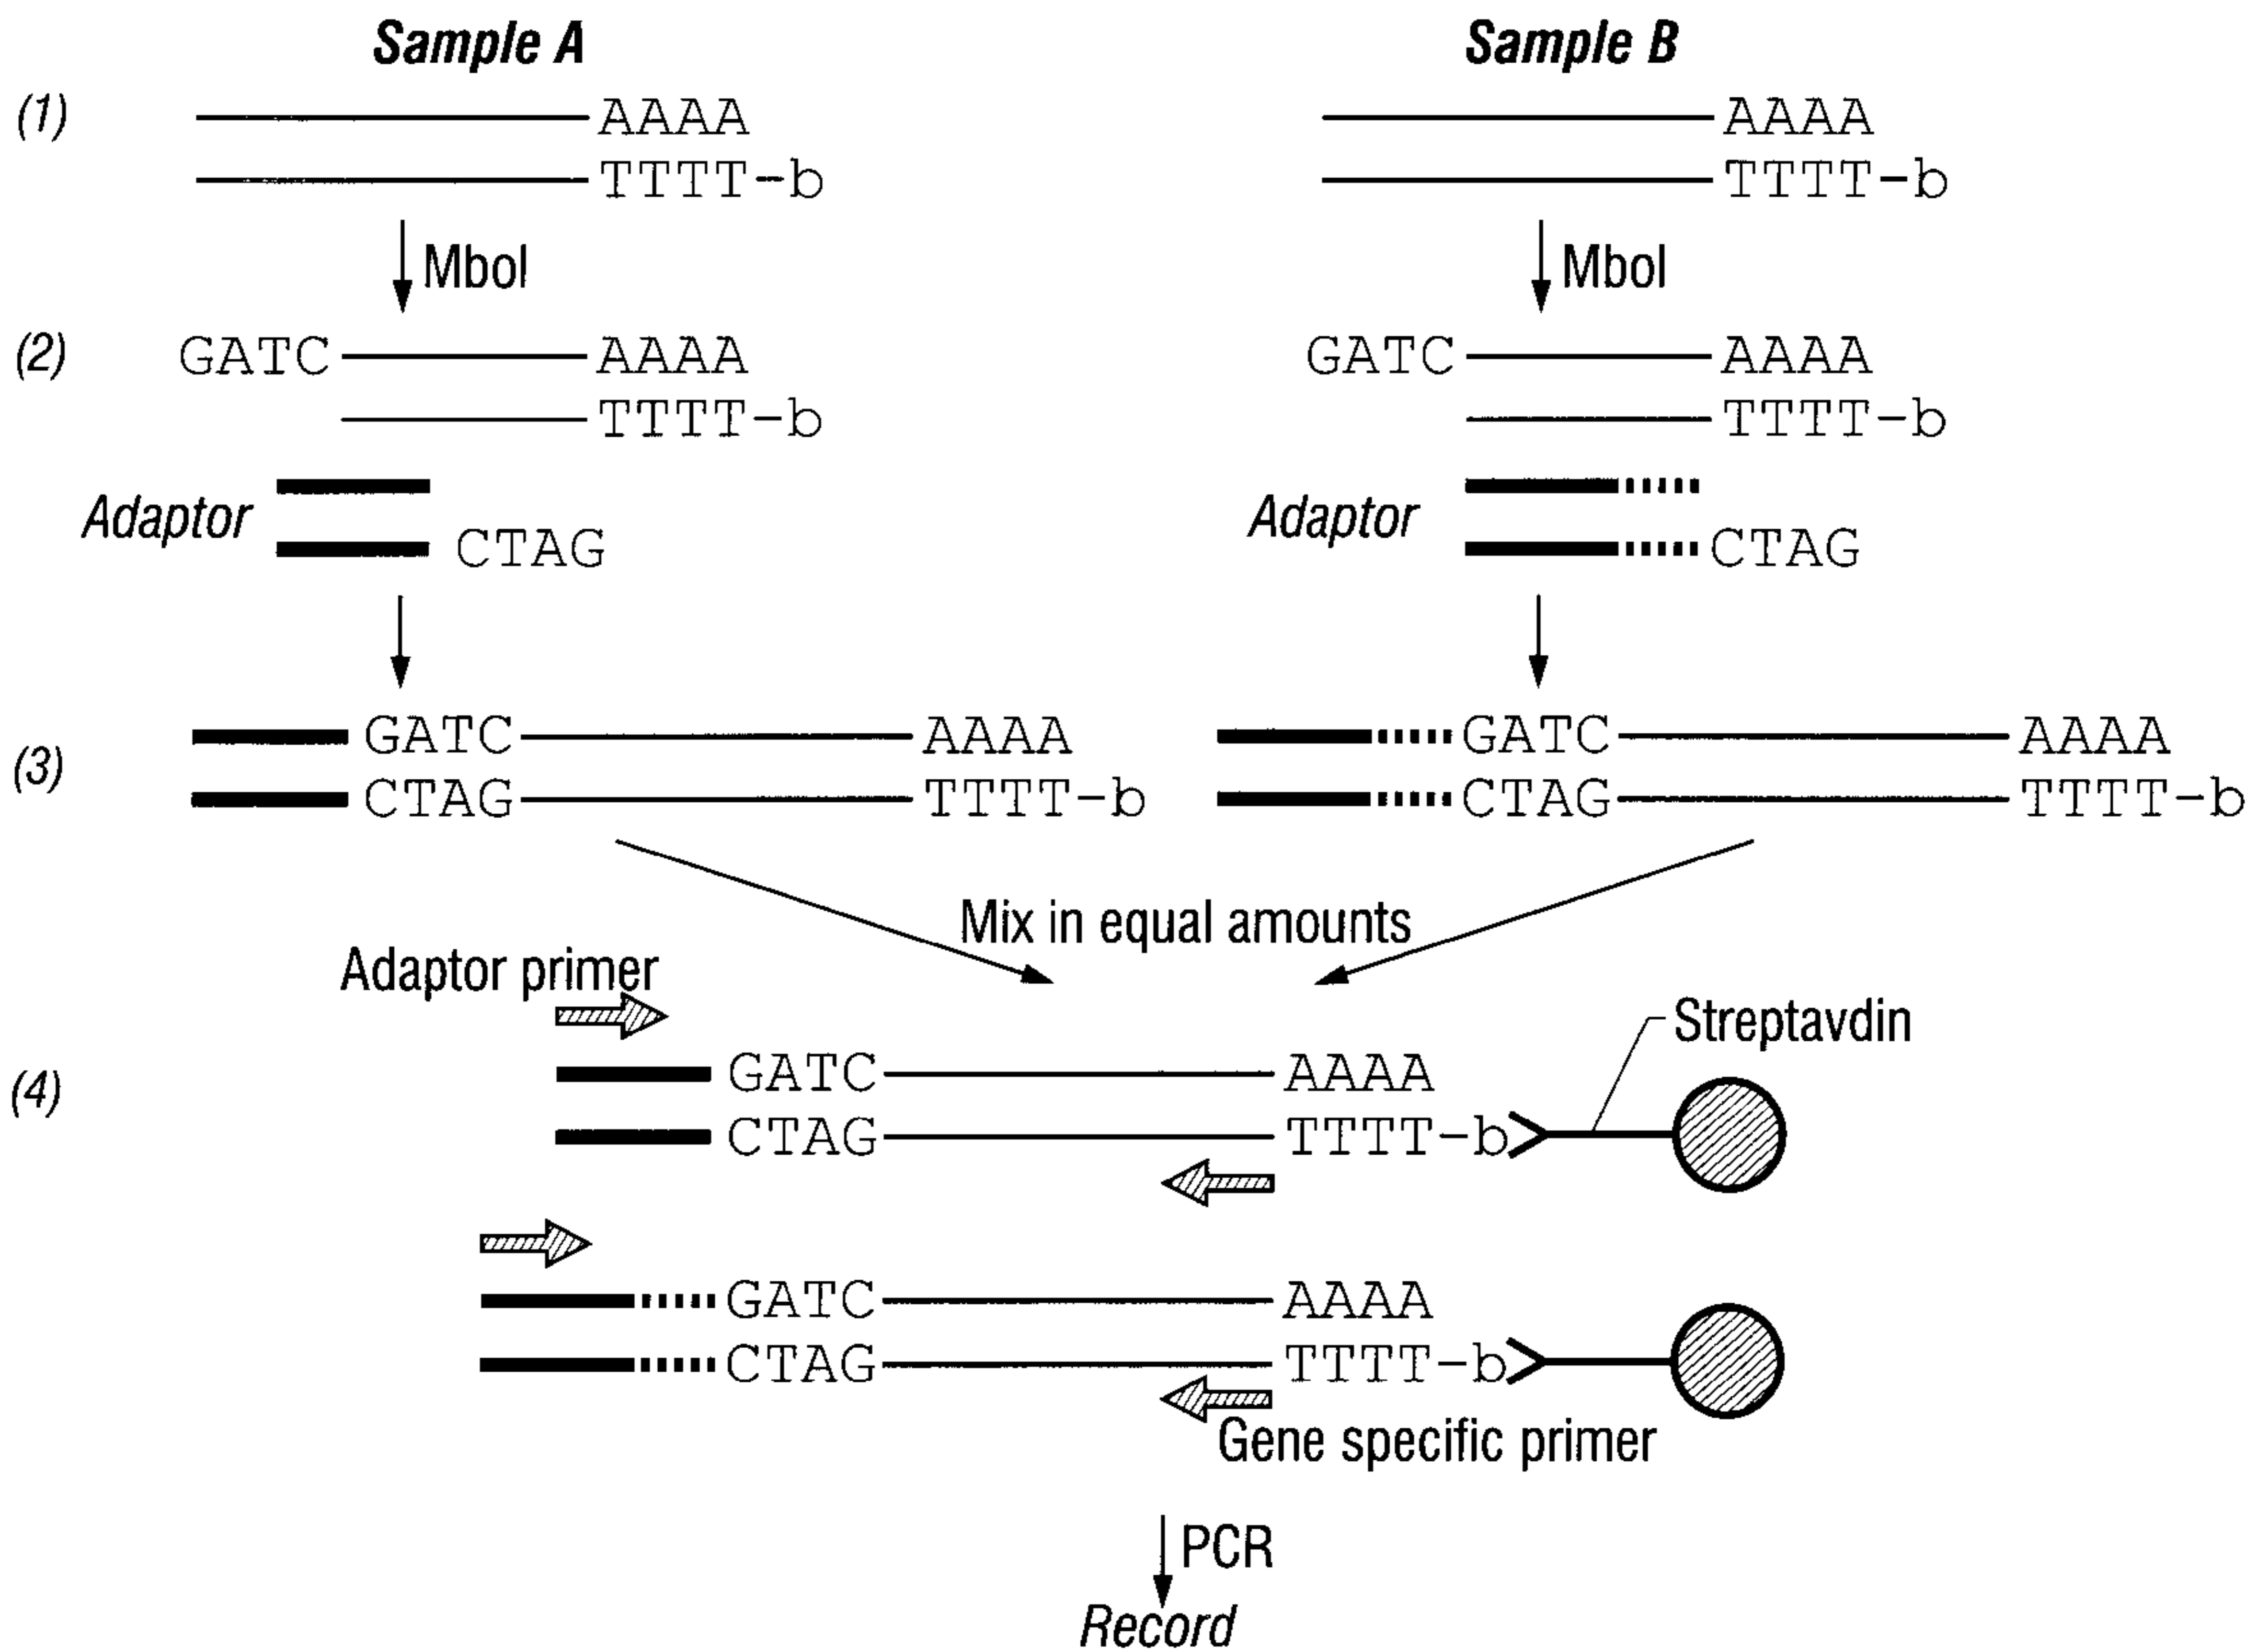 Sample A Sample B
(1) AAAA AAAA
TTTT-b TTTT-b
MboI MboI
(2) GATC AAAA GATC AAAA
TTTT-b TTTT-b
Adaptor Adaptor
CTAG CTAG
(3) GATC AAAA GATC AAAA
CTAG TTTT-b CTAG TTTT-b
Mix in equal amounts
Adaptor primer
Streptavdin
(4) GATC AAAA
CTAG TTTT-b
GATC AAAA
CTAG TTTT-b
Gene specific primer
PCR
Record